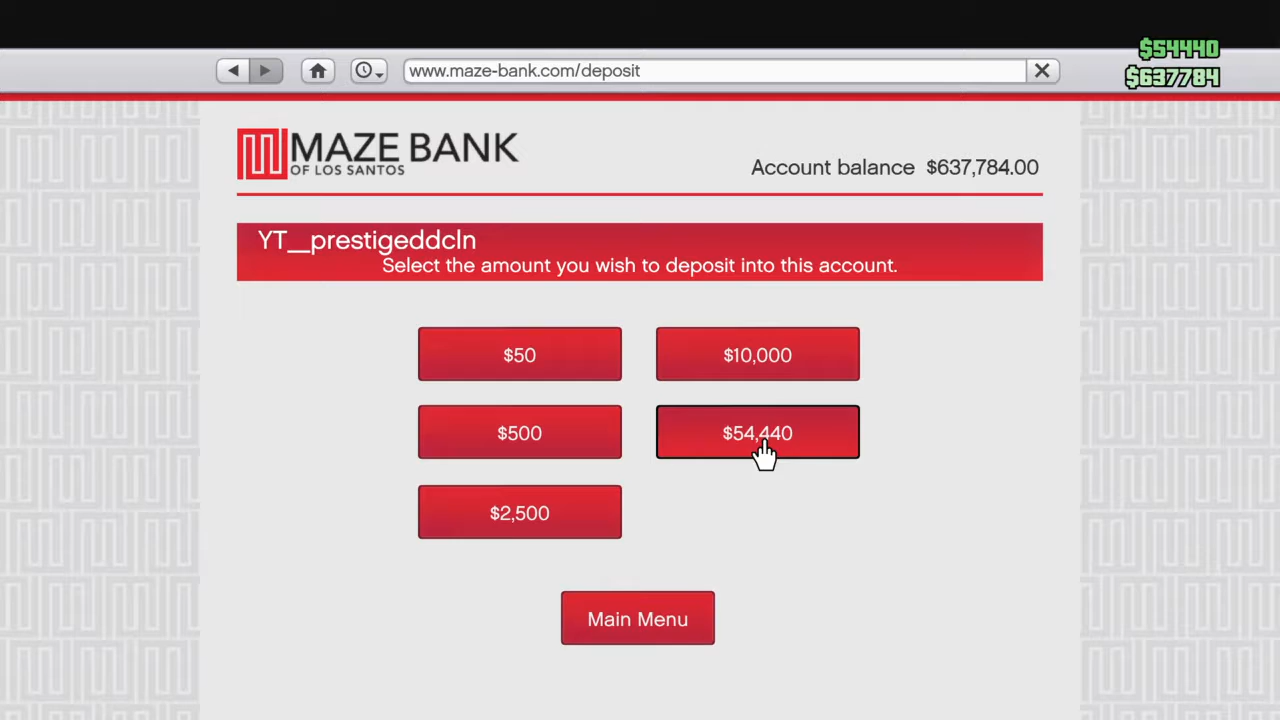 $54440
www.maze-bank.com/deposit
$637784
MAZE BANK
OF LOS SANTOS
Account balance $637,784.00
YT__prestigeddcln
Select the amount you wish to deposit into this account.
$50
$10,000
$500
$54,440
$2,500
Main Menu